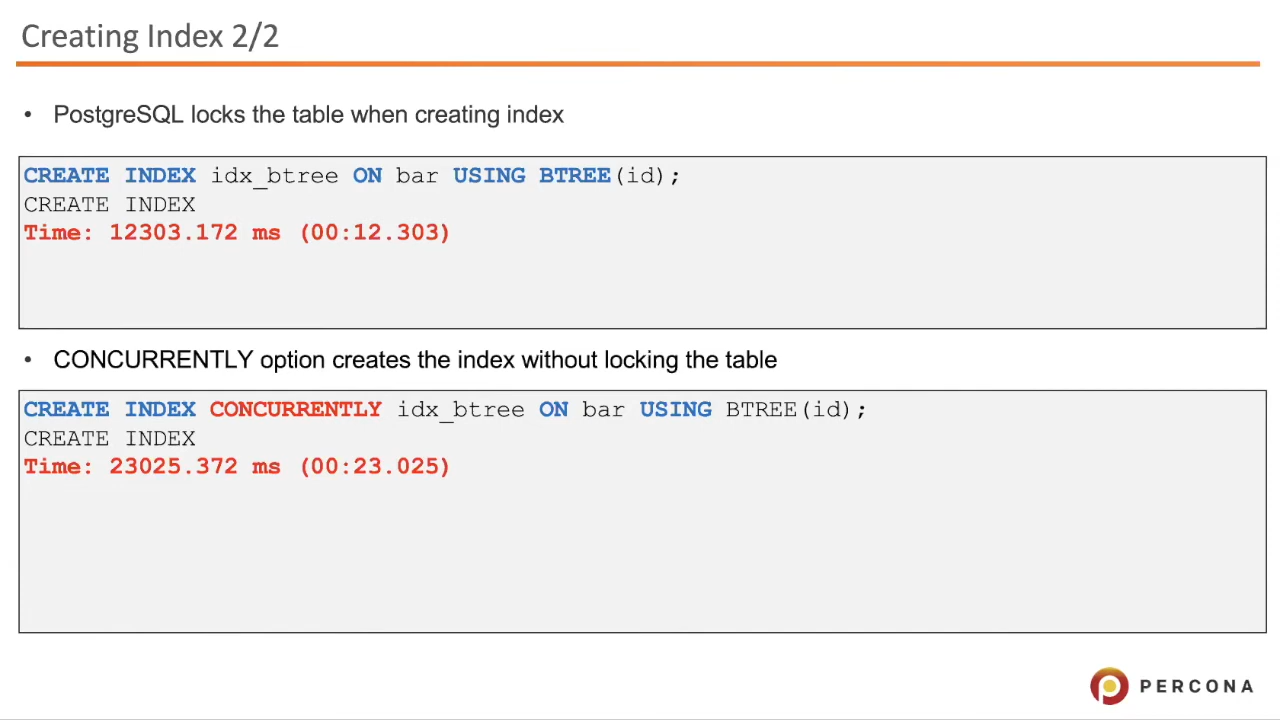 Creating Index 2/2
• PostgreSQL locks the table when creating index
CREATE INDEX idx_btree ON bar USING BTREE(id);
CREATE INDEX
Time: 12303.172 ms (00:12.303)
• CONCURRENTLY option creates the index without locking the table
CREATE INDEX CONCURRENTLY idx_btree ON bar USING BTREE(id);
CREATE INDEX
Time: 23025.372 ms (00:23.025)
PERCONA